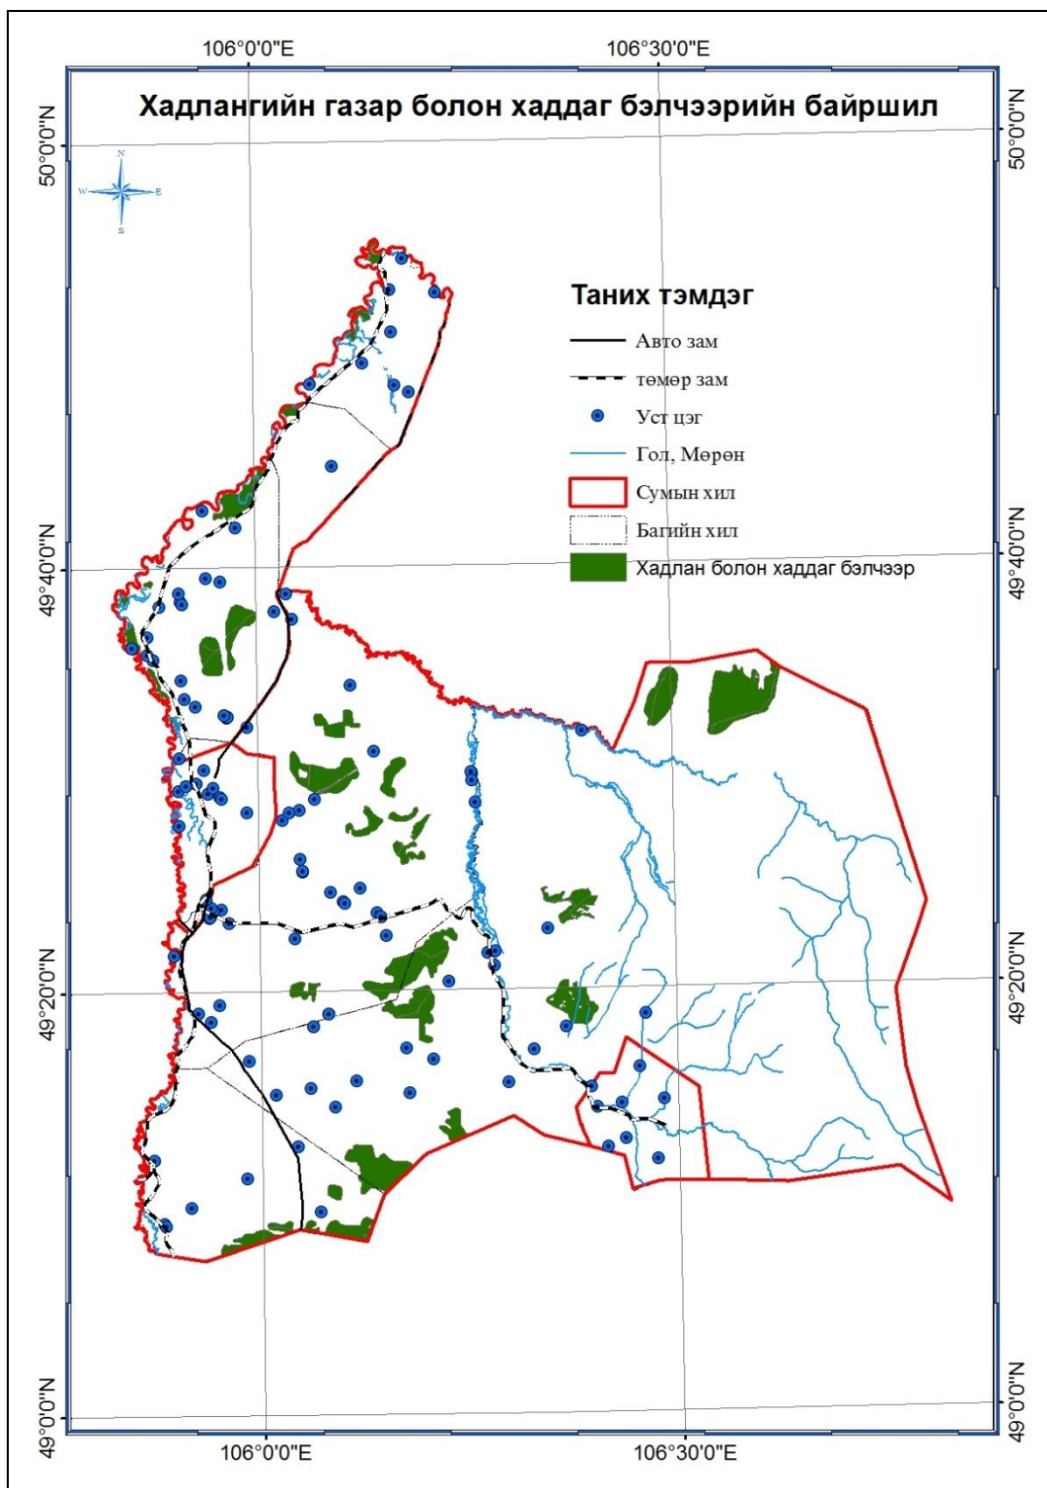 106°0'0"E 106°30'0"E
Хадлангийн газар болон хаддаг бэлчээрийн байршил
50°0'0"N 50°0'0"N
N
W E
S
Таних тэмдэг
Авто зам
төмөр зам
Уст цэг
Гол, Мөрөн
Сумын хил
Багийн хил
Хадлан болон хаддаг бэлчээр
49°40'0"N 49°40'0"N
49°20'0"N 49°20'0"N
49°0'0"N 49°0'0"N
106°0'0"E 106°30'0"E